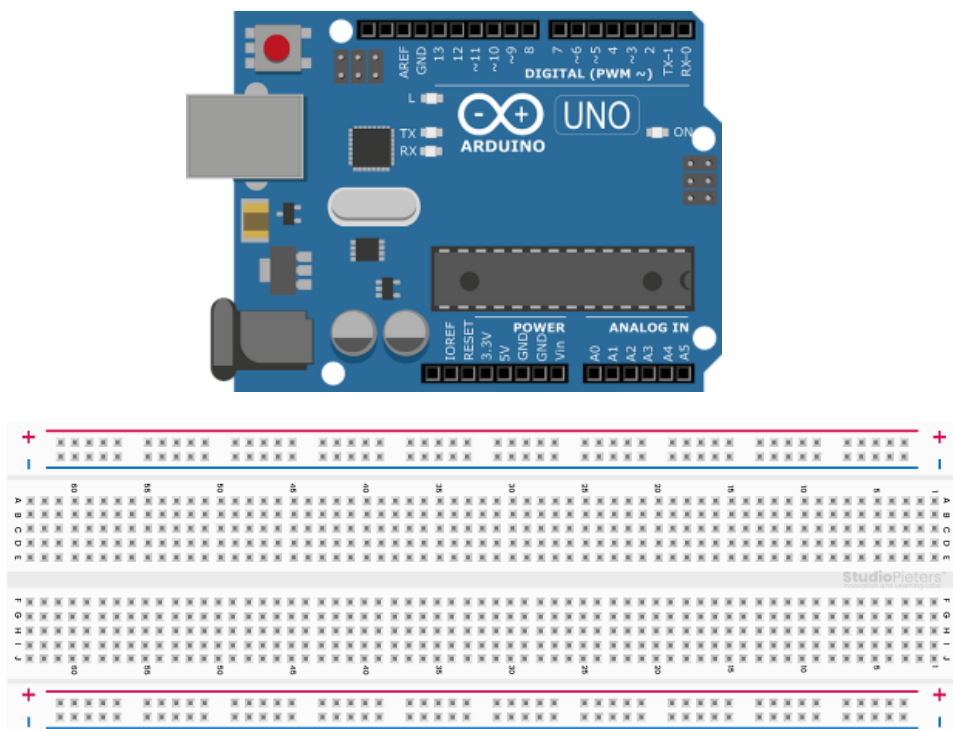 AREF
GND
13
12
~11
~10
~9
8
7
~6
~5
4
~3
2
TX-1
RX-0
DIGITAL (PWM ~)
L
TX
RX
- +
UNO
ON
ARDUINO
POWER
ANALOG IN
IOREF
RESET
3.3V
5V
GND
GND
Vin
A0
A1
A2
A3
A4
A5
+ +
- -
60 55 50 45 40 35 30 25 20 15 10 5 1
A A
B B
C C
D D
E E
StudioPieters®
F F
G G
H H
I I
J J
60 55 50 45 40 35 30 25 20 15 10 5 1
+ +
- -